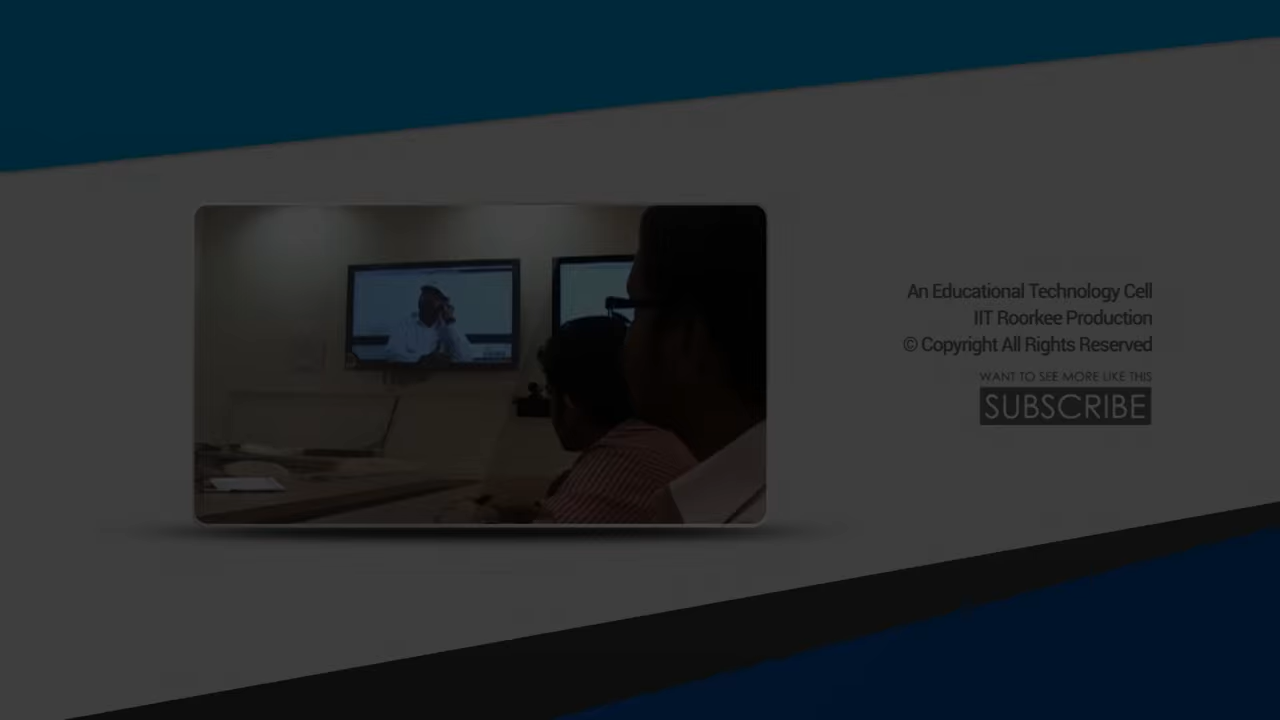 An Educational Technology Cell
IIT Roorkee Production
© Copyright All Rights Reserved
WANT TO SEE MORE LIKE THIS
SUBSCRIBE